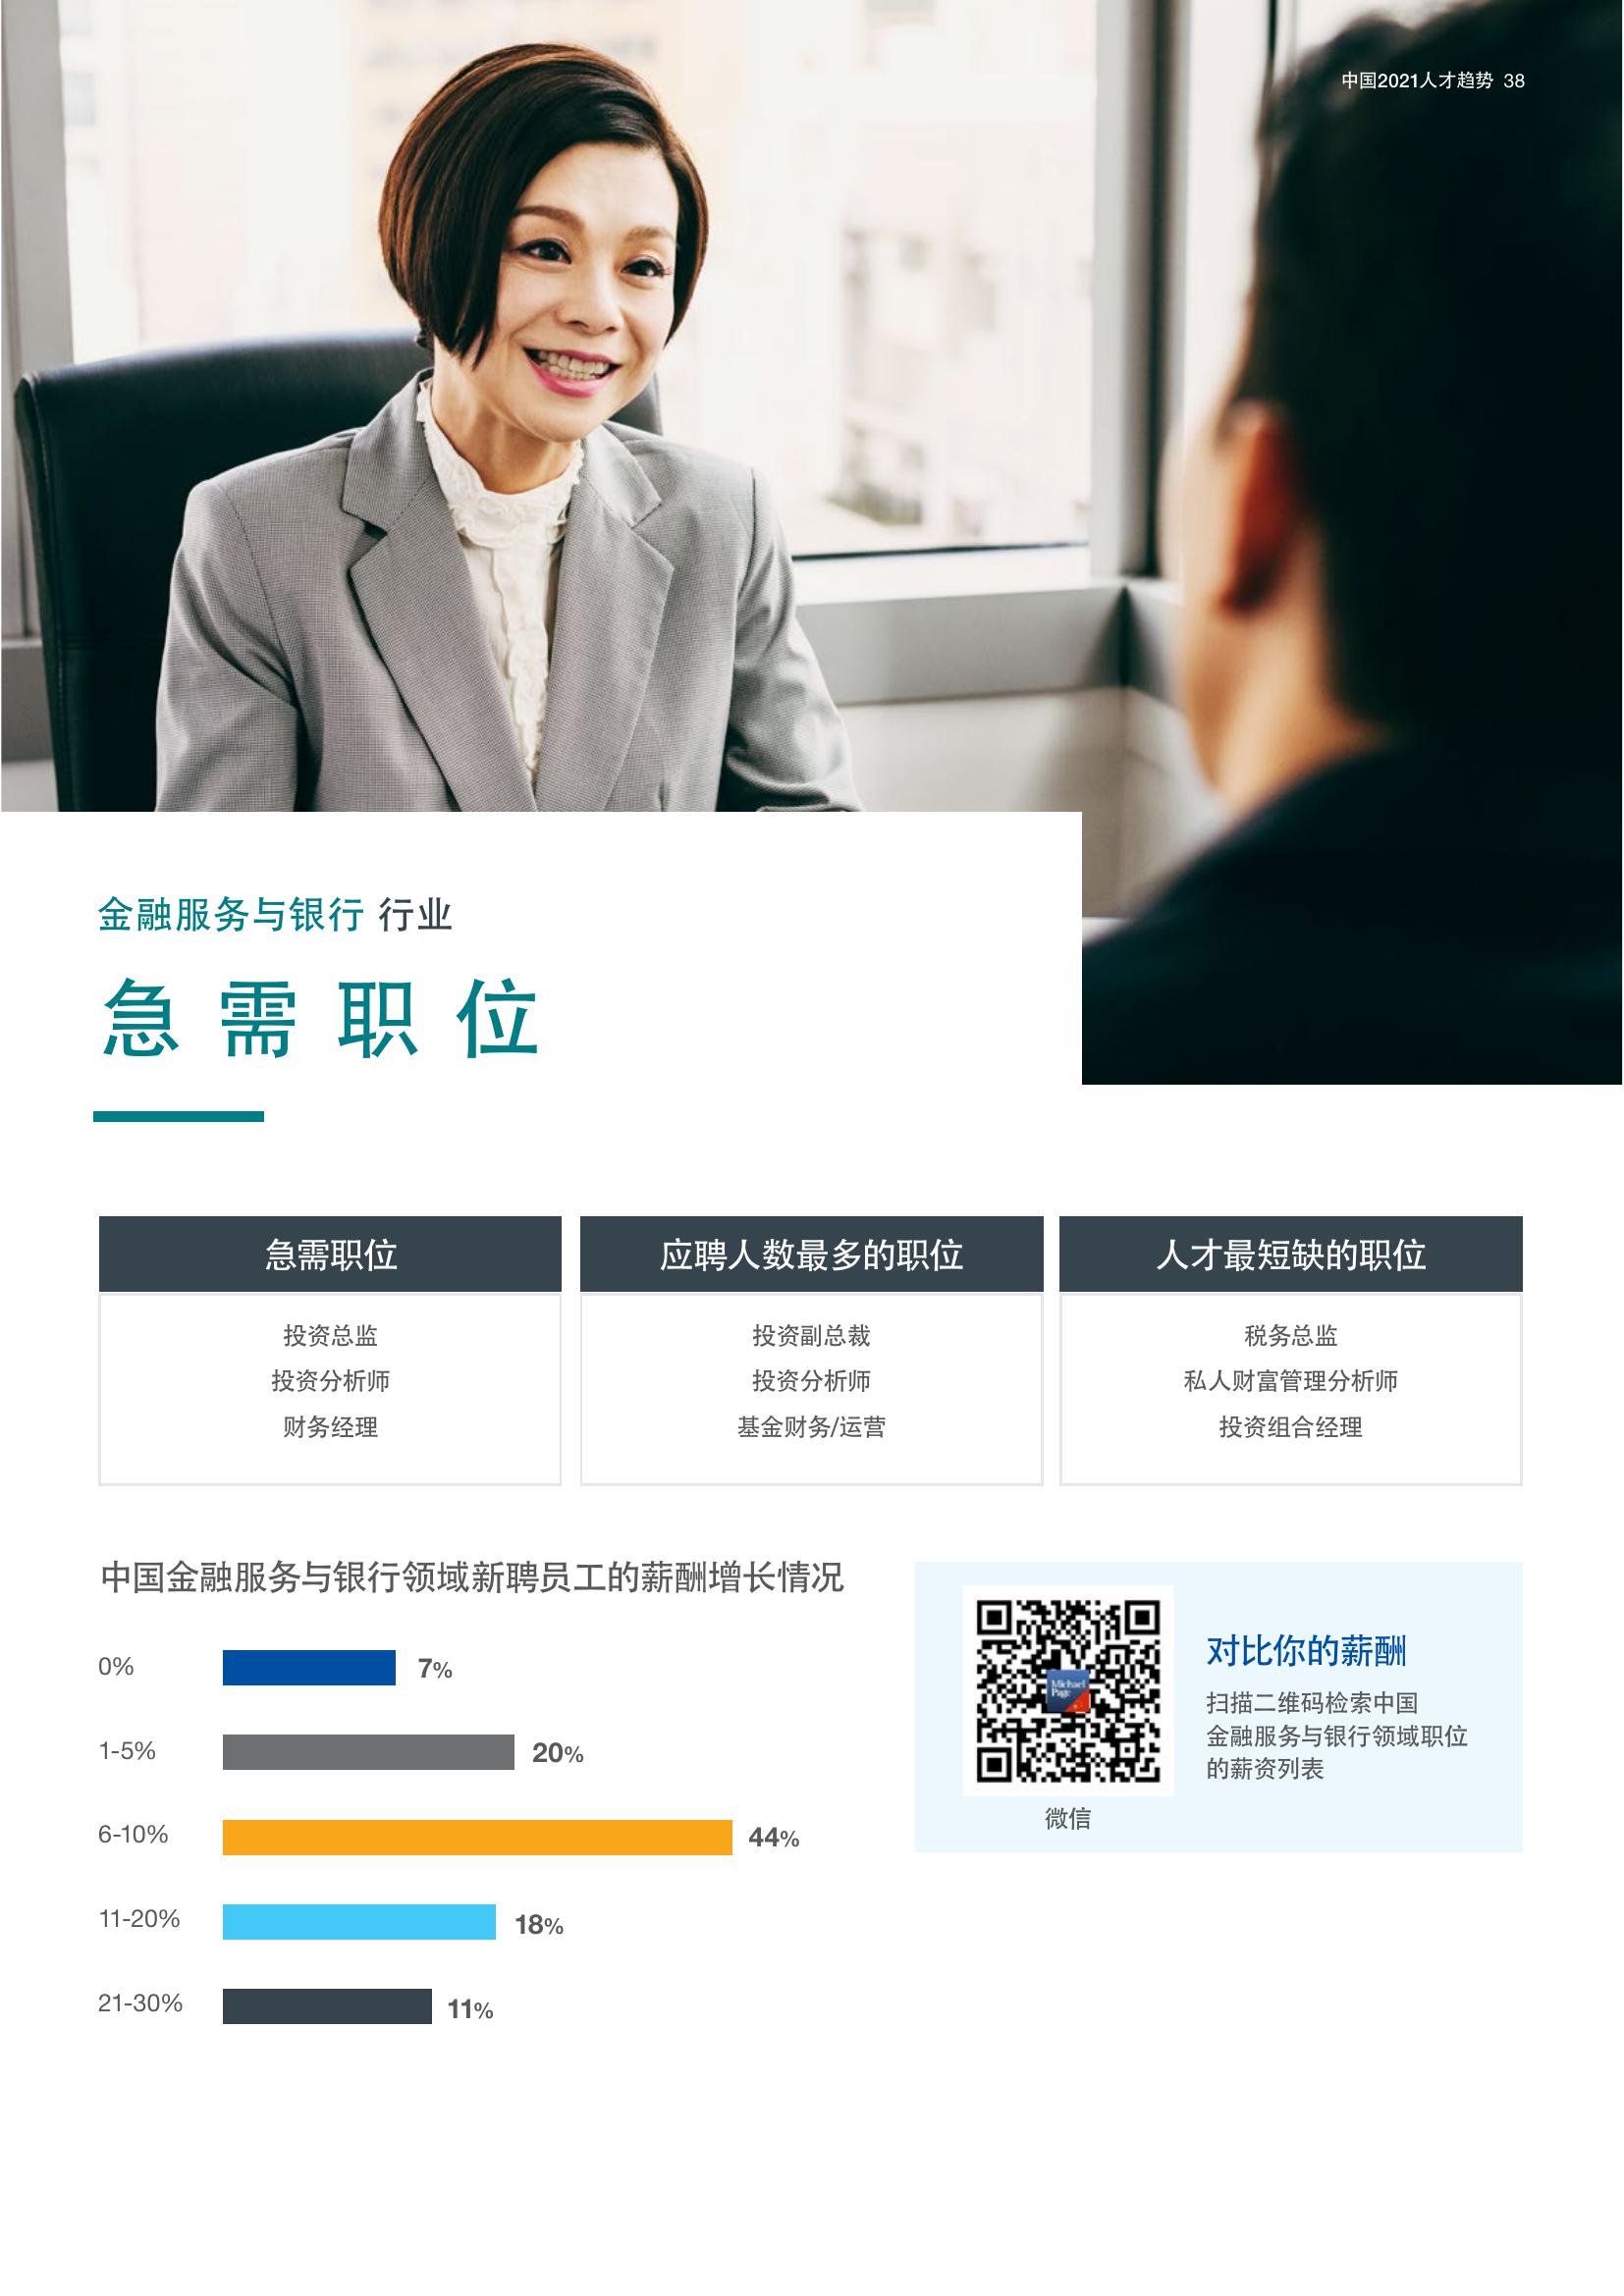 中国2021人才趋势 38
金融服务与银行 行业
急需职位
急需职位
投资总监
投资分析师
财务经理
应聘人数最多的职位
投资副总裁
投资分析师
基金财务/运营
人才最短缺的职位
税务总监
私人财富管理分析师
投资组合经理
中国金融服务与银行领域新聘员工的薪酬增长情况
0% 7%
1-5% 20%
6-10% 44%
11-20% 18%
21-30% 11%
Michael
Page
微信
对比你的薪酬
扫描二维码检索中国
金融服务与银行领域职位
的薪资列表